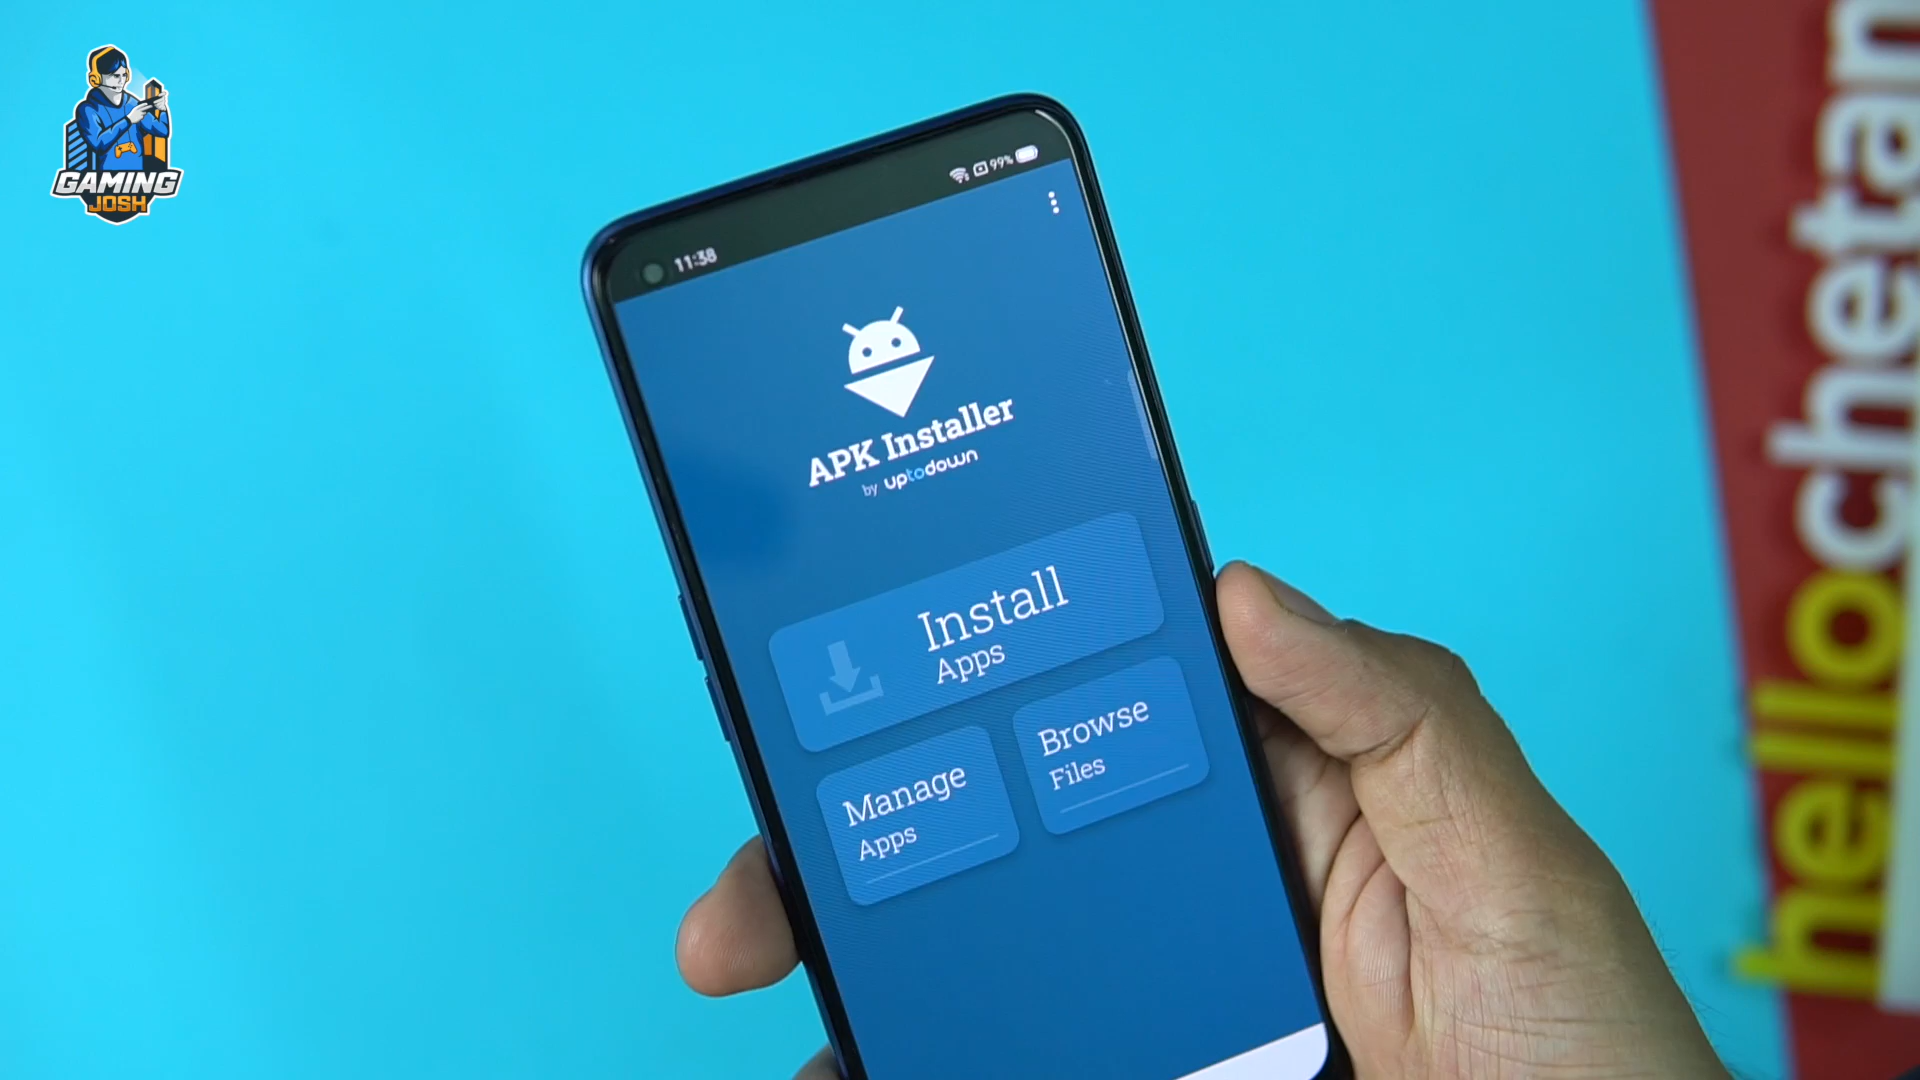 GAMING
JOSH
11:38
99%
APK Installer
by uptodown
Install
Apps
Manage
Apps
Browse
Files
hellochetan